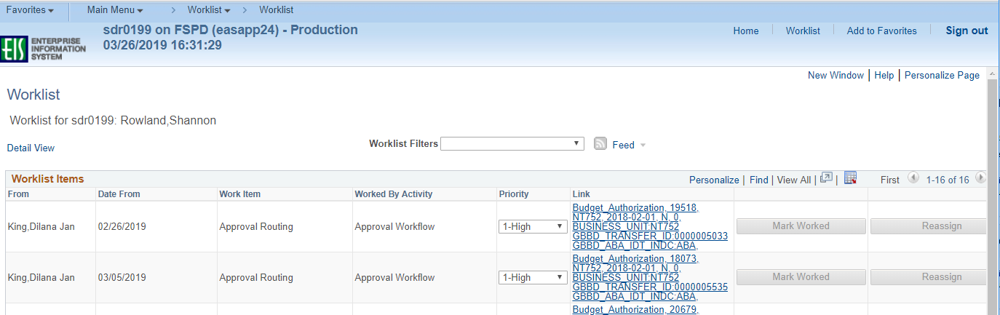 Favorites Main Menu > Worklist > Worklist
EIS ENTERPRISE INFORMATION SYSTEM
sdr0199 on FSPD (easapp24) - Production
03/26/2019 16:31:29
Home Worklist Add to Favorites Sign out
New Window | Help | Personalize Page
Worklist
Worklist for sdr0199: Rowland,Shannon
Detail View Worklist Filters Feed
Worklist Items Personalize | Find | View All | | First 1-16 of 16
From Date From Work Item Worked By Activity Priority Link
King,Dilana Jan 02/26/2019 Approval Routing Approval Workflow 1-High
Budget_Authorization, 19518,
NT752, 2018-02-01, N, 0,
BUSINESS_UNIT:NT752
GBBD_TRANSFER_ID:0000005033
GBBD_ABA_IDT_INDC:ABA,
Mark Worked Reassign
King,Dilana Jan 03/05/2019 Approval Routing Approval Workflow 1-High
Budget_Authorization, 18073,
NT752, 2018-02-01, N, 0,
BUSINESS_UNIT:NT752
GBBD_TRANSFER_ID:0000005535
GBBD_ABA_IDT_INDC:ABA,
Mark Worked Reassign
Budget_Authorization, 20679,